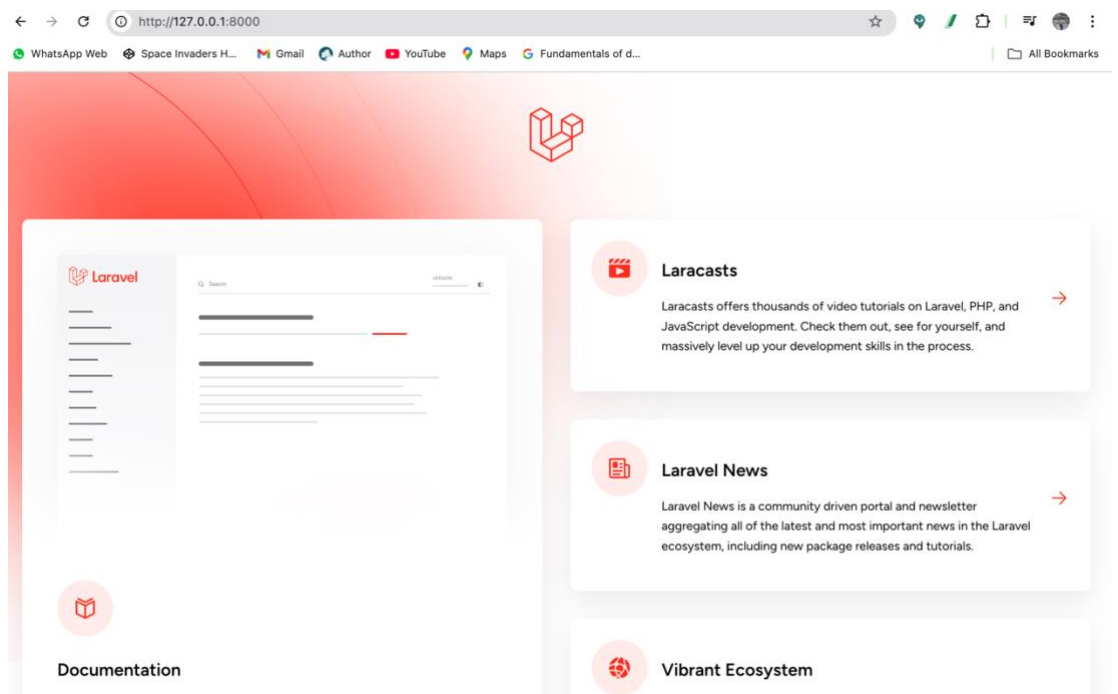 http://127.0.0.1:8000
WhatsApp Web Space Invaders H... Gmail Author YouTube Maps Fundamentals of d... All Bookmarks
Laravel
Search VERSION
Laracasts
Laracasts offers thousands of video tutorials on Laravel, PHP, and
JavaScript development. Check them out, see for yourself, and
massively level up your development skills in the process.
Laravel News
Laravel News is a community driven portal and newsletter
aggregating all of the latest and most important news in the Laravel
ecosystem, including new package releases and tutorials.
Documentation
Vibrant Ecosystem